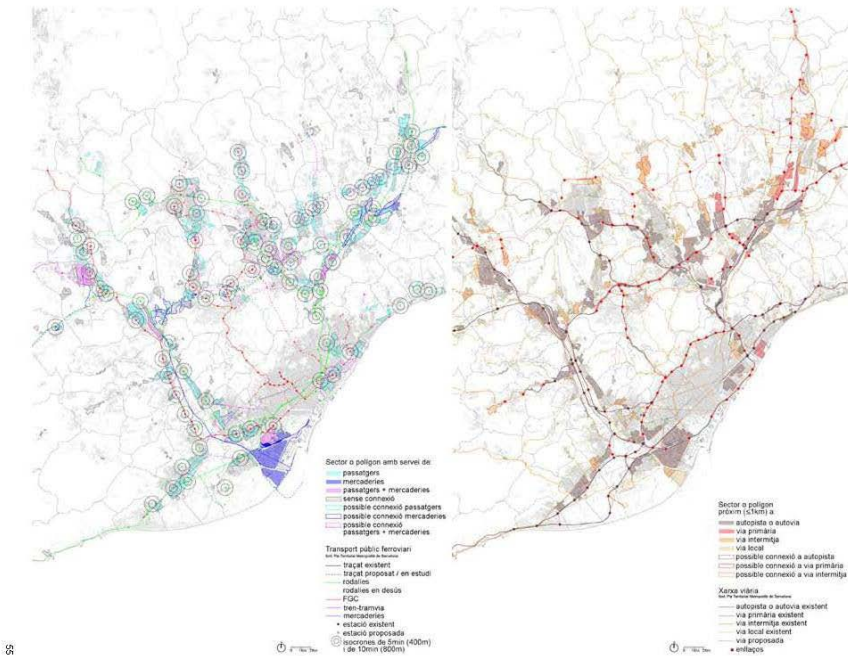 Sector o polígon amb servei de:
passatgers
mercaderies
passatgers + mercaderies
sense connexió
possible connexió passatgers
possible connexió mercaderies
possible connexió
passatgers + mercaderies
Transport públic ferroviari
traçat existent
traçat proposat / en estudi
rodalies
rodalies en desús
FGC
tren-tramvia
mercaderies
estació existent
estació proposada
isocrones de 5min (400m)
i de 10min (800m)
Sector o polígon
pròxim (≤1km) a:
autopista o autovia
via primària
via intermitja
via local
possible connexió a autopista
possible connexió a via primària
possible connexió a via intermitja
Xarxa viària
autopista o autovia existent
via primària existent
via intermitja existent
via local existent
via proposada
enllaços
55